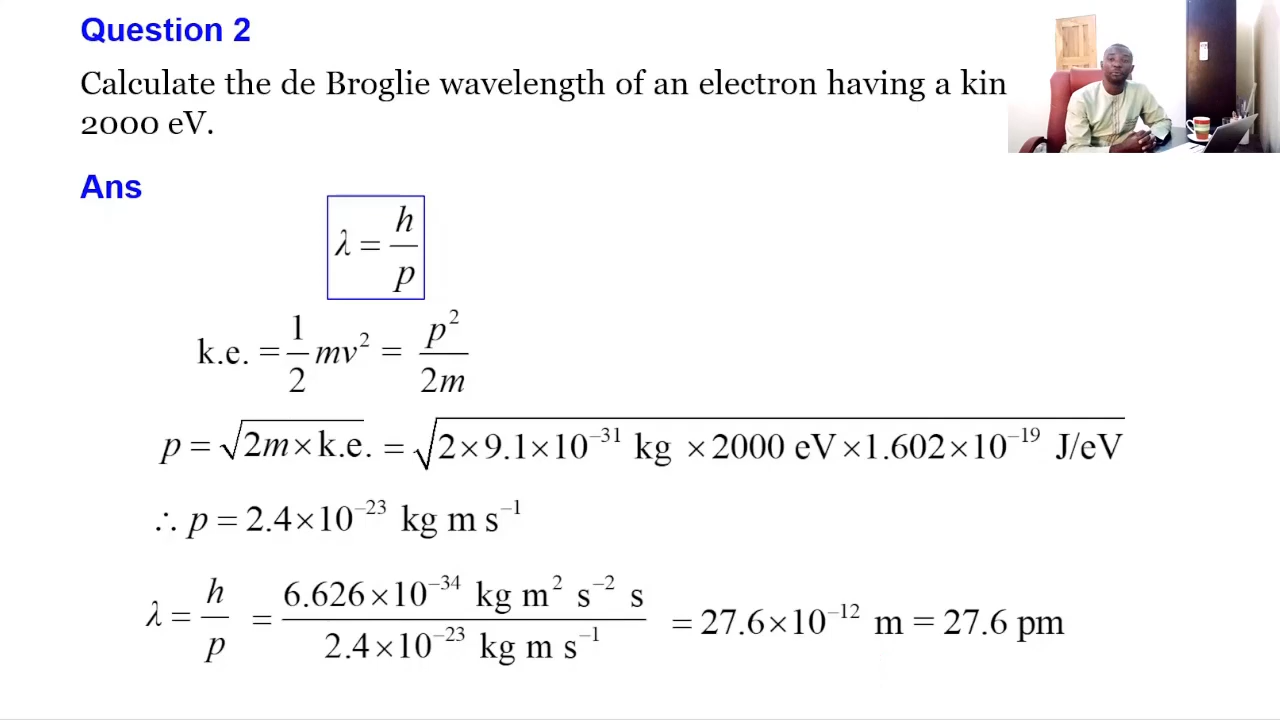 Question 2
Calculate the de Broglie wavelength of an electron having a kin
2000 eV.
Ans
λ = h/p
k.e. = 1/2 mv² = p²/2m
p = √(2m × k.e.) = √(2×9.1×10⁻³¹ kg ×2000 eV×1.602×10⁻¹⁹ J/eV)
∴ p = 2.4×10⁻²³ kg m s⁻¹
λ = h/p = 6.626×10⁻³⁴ kg m² s⁻² s / 2.4×10⁻²³ kg m s⁻¹ = 27.6×10⁻¹² m = 27.6 pm